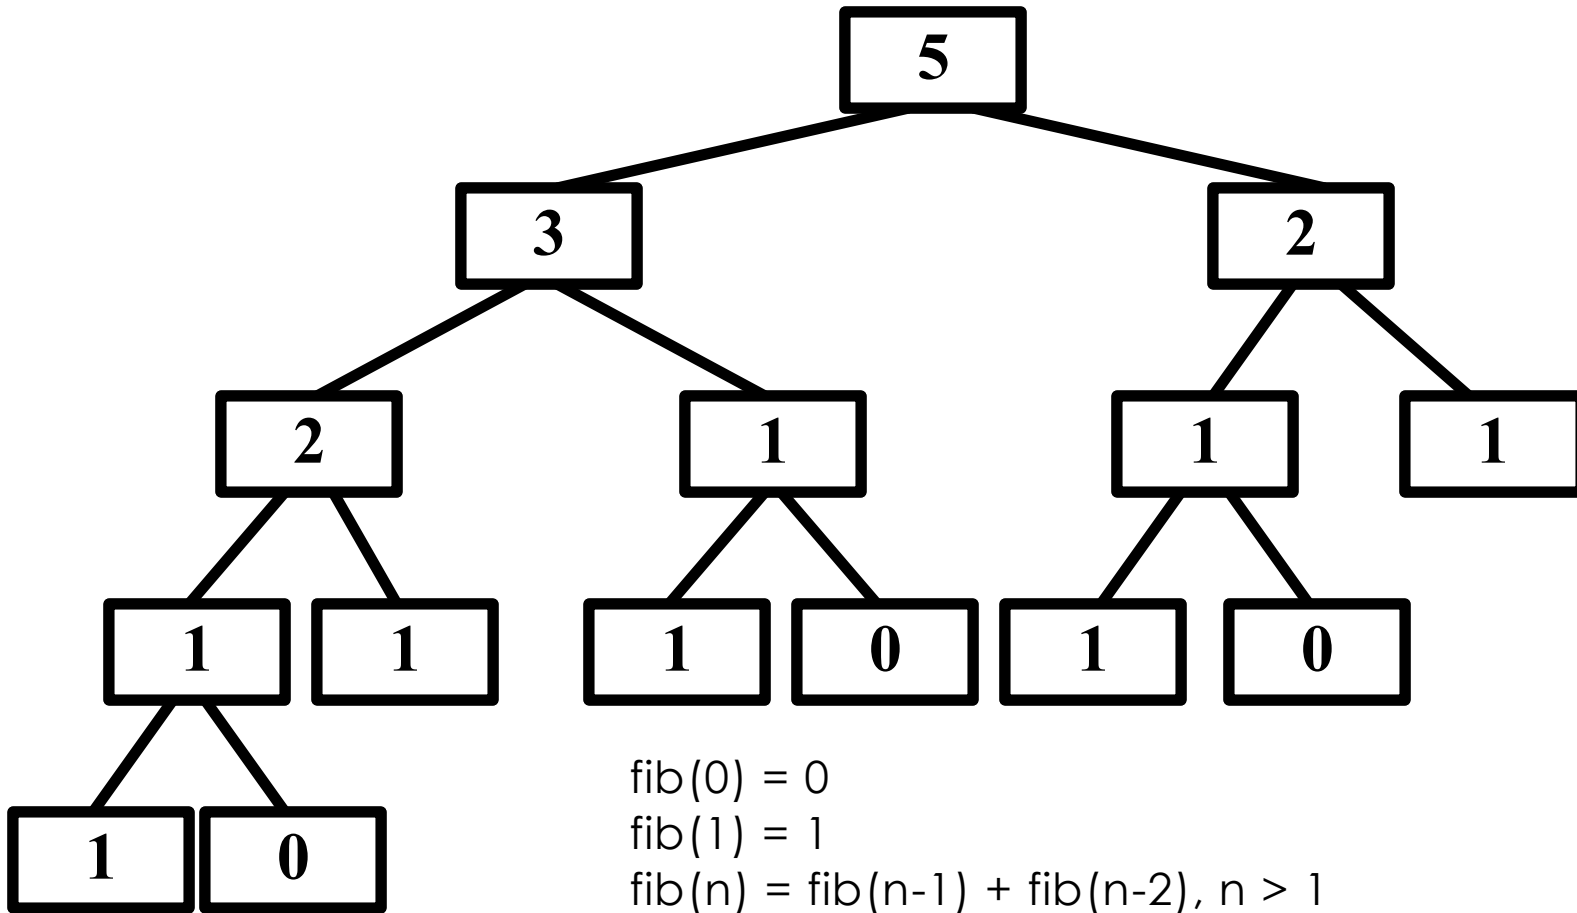 5
3 2
2 1 1 1
1 1 1 0 1 0
1 0
fib(0) = 0
fib(1) = 1
fib(n) = fib(n-1) + fib(n-2), n > 1